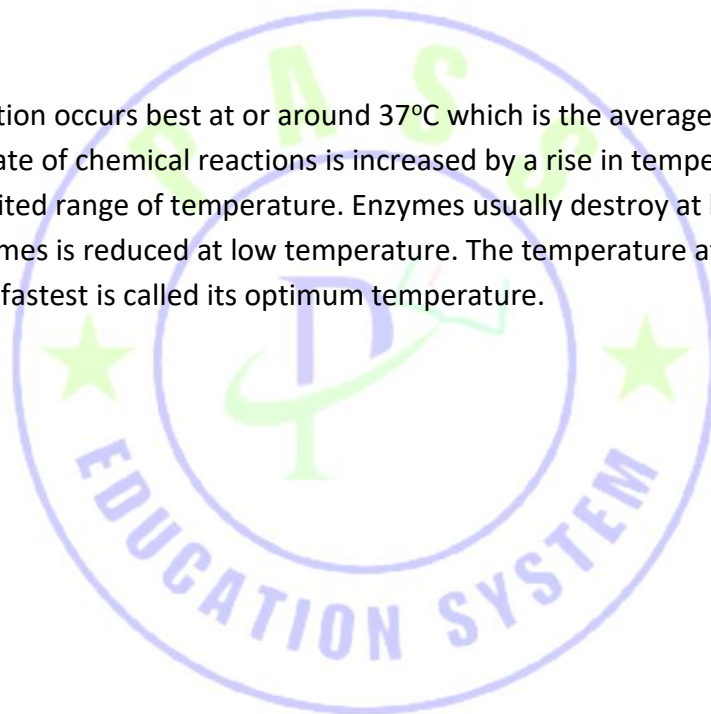 PASS
tion occurs best at or around 37°C which is the average
ate of chemical reactions is increased by a rise in tempe
ited range of temperature. Enzymes usually destroy at
mes is reduced at low temperature. The temperature a
fastest is called its optimum temperature.
EDUCATION SYSTEM